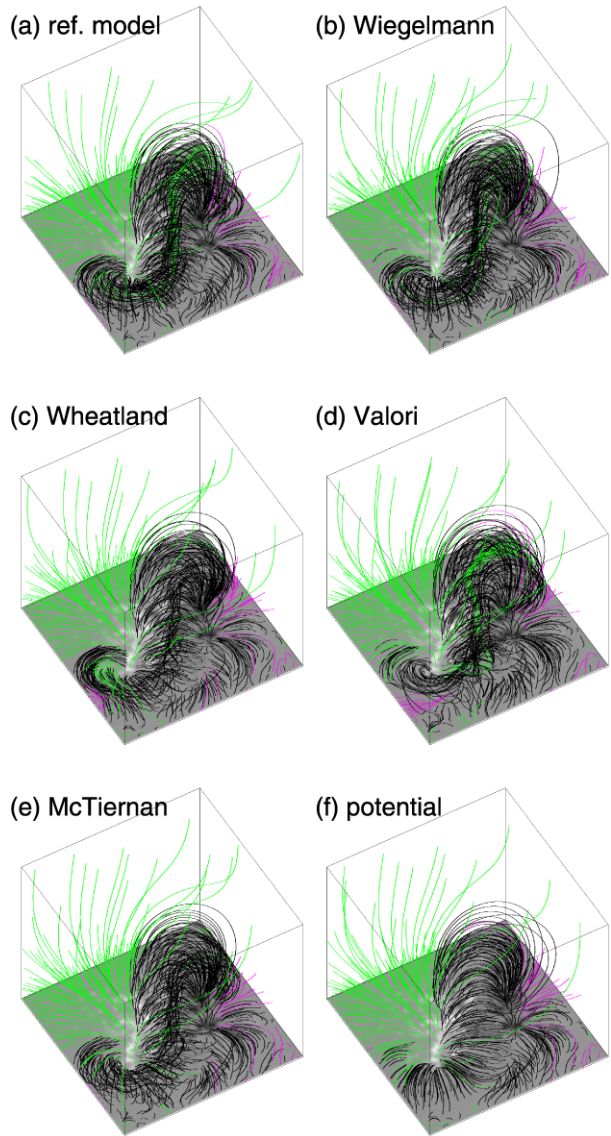 (a) ref. model
(b) Wiegelmann
(c) Wheatland
(d) Valori
(e) McTiernan
(f) potential